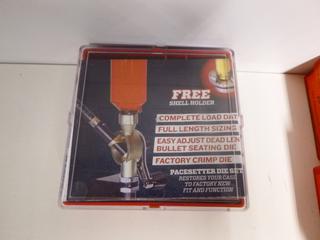 FREE
SHELL HOLDER
COMPLETE LOAD DAT
FULL LENGTH SIZING
EASY ADJUST DEAD LEN
BULLET SEATING DIE
FACTORY CRIMP DIE
PACESETTER DIE SET
RESTORES YOUR CASE
TO FACTORY NEW
FIT AND FUNCTION